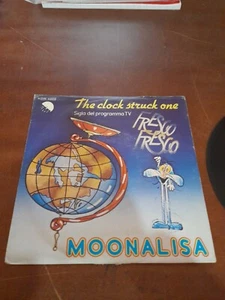 The clock struck one
Sigla del programma TV
FRESCO
FRESCO
MOONALISA